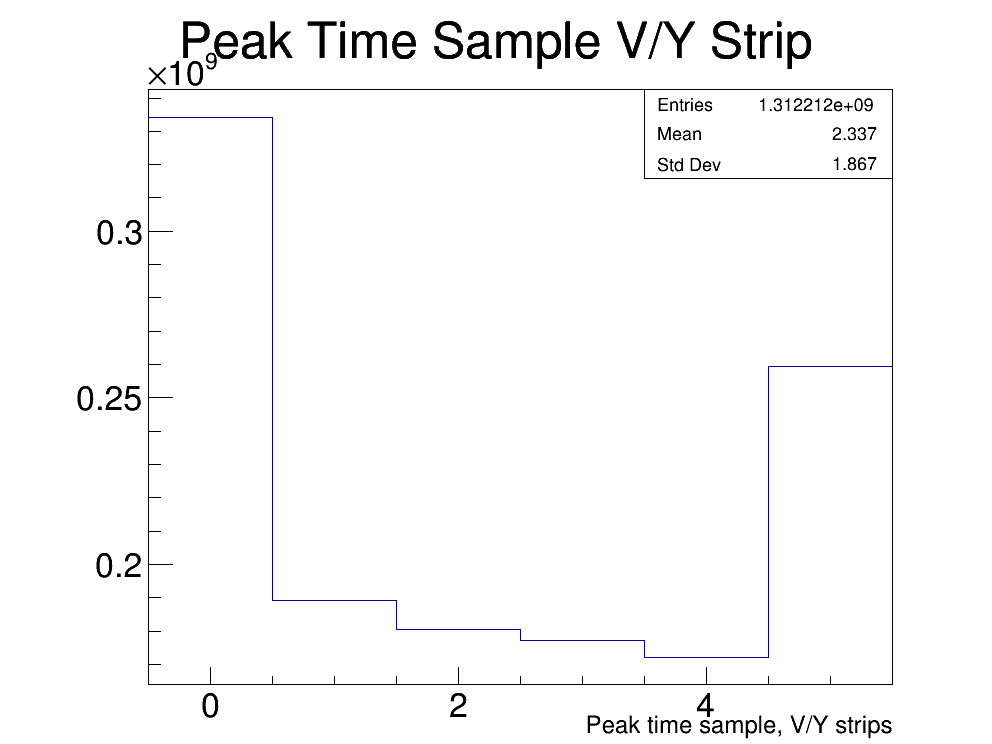 Peak Time Sample V/Y Strip
×10⁹
Entries 1.312212e+09
Mean 2.337
Std Dev 1.867
0.3
0.25
0.2
0 2 4
Peak time sample, V/Y strips